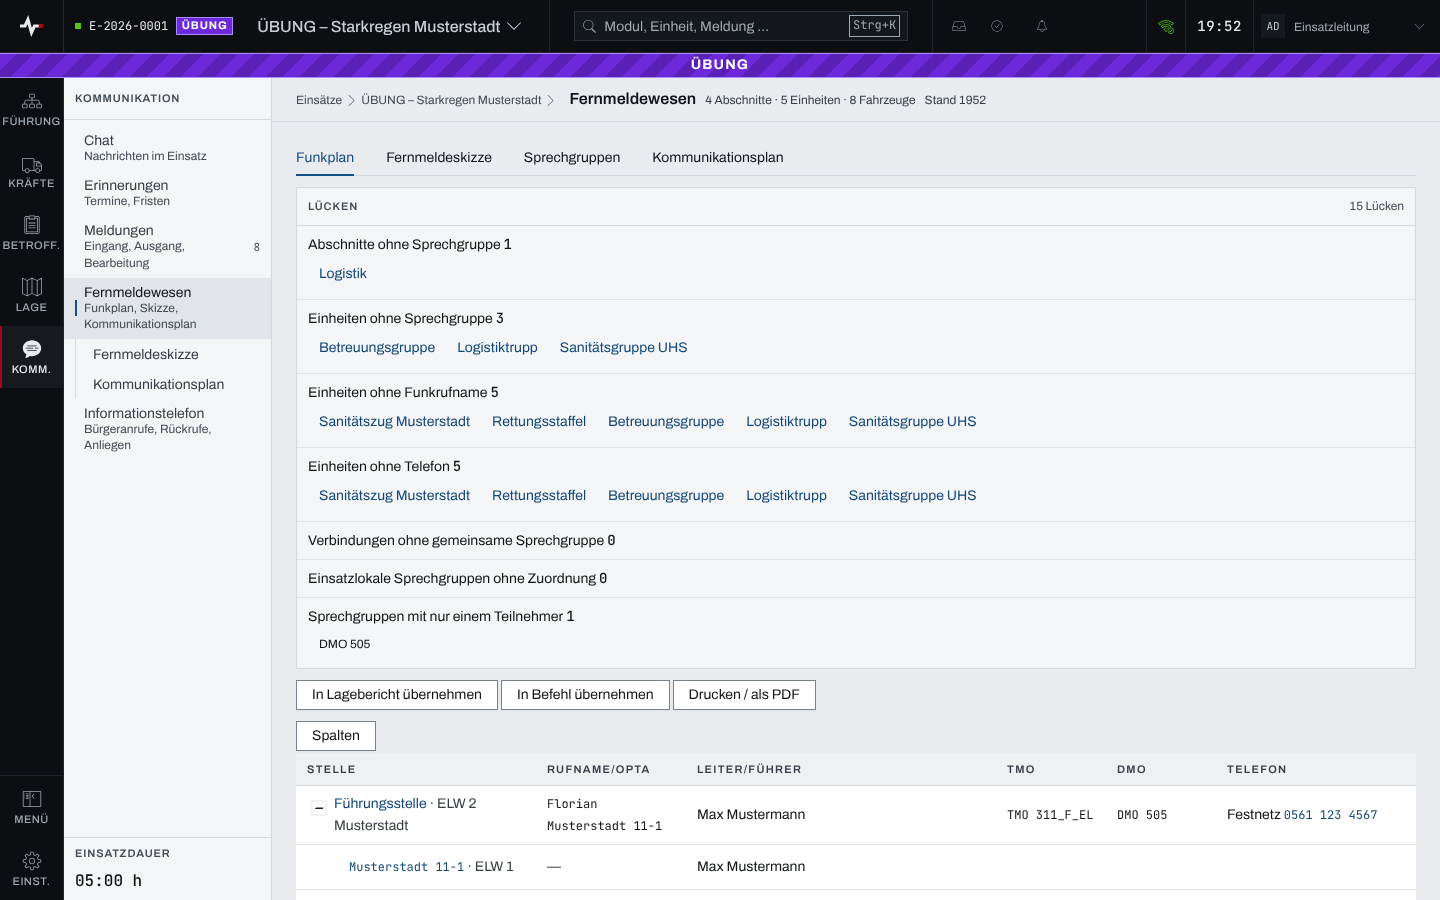 E-2026-0001 ÜBUNG ÜBUNG – Starkregen Musterstadt Modul, Einheit, Meldung ... Strg+K 19:52 AD Einsatzleitung
ÜBUNG
FÜHRUNG
KRÄFTE
BETROFF.
LAGE
KOMM.
MENÜ
EINST.
KOMMUNIKATION
Chat
Nachrichten im Einsatz
Erinnerungen
Termine, Fristen
Meldungen
Eingang, Ausgang, 8
Bearbeitung
Fernmeldewesen
Funkplan, Skizze,
Kommunikationsplan
Fernmeldeskizze
Kommunikationsplan
Informationstelefon
Bürgeranrufe, Rückrufe,
Anliegen
EINSATZDAUER
05:00 h
Einsätze ÜBUNG – Starkregen Musterstadt Fernmeldewesen 4 Abschnitte · 5 Einheiten · 8 Fahrzeuge Stand 1952
Funkplan Fernmeldeskizze Sprechgruppen Kommunikationsplan
LÜCKEN 15 Lücken
Abschnitte ohne Sprechgruppe 1
Logistik
Einheiten ohne Sprechgruppe 3
Betreuungsgruppe Logistiktrupp Sanitätsgruppe UHS
Einheiten ohne Funkrufname 5
Sanitätszug Musterstadt Rettungsstaffel Betreuungsgruppe Logistiktrupp Sanitätsgruppe UHS
Einheiten ohne Telefon 5
Sanitätszug Musterstadt Rettungsstaffel Betreuungsgruppe Logistiktrupp Sanitätsgruppe UHS
Verbindungen ohne gemeinsame Sprechgruppe 0
Einsatzlokale Sprechgruppen ohne Zuordnung 0
Sprechgruppen mit nur einem Teilnehmer 1
DMO 505
In Lagebericht übernehmen In Befehl übernehmen Drucken / als PDF
Spalten
STELLE RUFNAME/OPTA LEITER/FÜHRER TMO DMO TELEFON
Führungsstelle · ELW 2 Musterstadt Florian Musterstadt 11-1 Max Mustermann TMO 311_F_EL DMO 505 Festnetz 0561 123 4567
Musterstadt 11-1 · ELW 1 — Max Mustermann